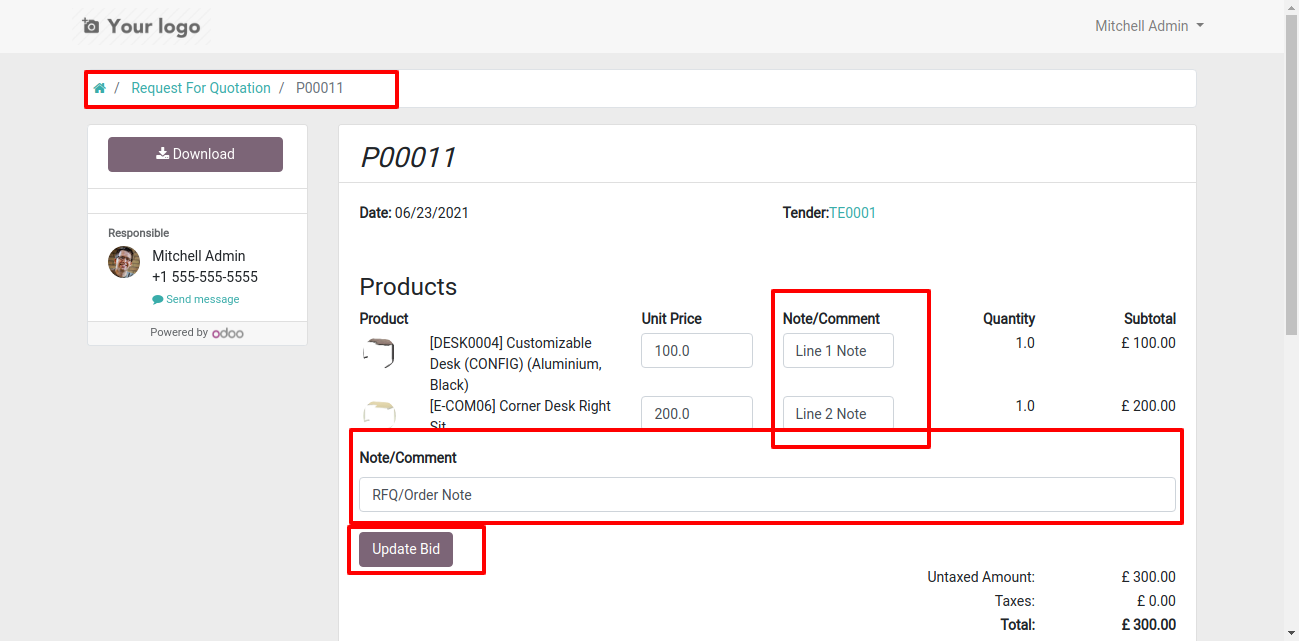 Your logo
Mitchell Admin
/ Request For Quotation / P00011
Download
Responsible
Mitchell Admin
+1 555-555-5555
Send message
Powered by odoo
P00011
Date: 06/23/2021 Tender:TE0001
Products
Product Unit Price Note/Comment Quantity Subtotal
[DESK0004] Customizable 100.0 Line 1 Note 1.0 £ 100.00
Desk (CONFIG) (Aluminium,
Black)
[E-COM06] Corner Desk Right 200.0 Line 2 Note 1.0 £ 200.00
Sit
Note/Comment
RFQ/Order Note
Update Bid
Untaxed Amount: £ 300.00
Taxes: £ 0.00
Total: £ 300.00